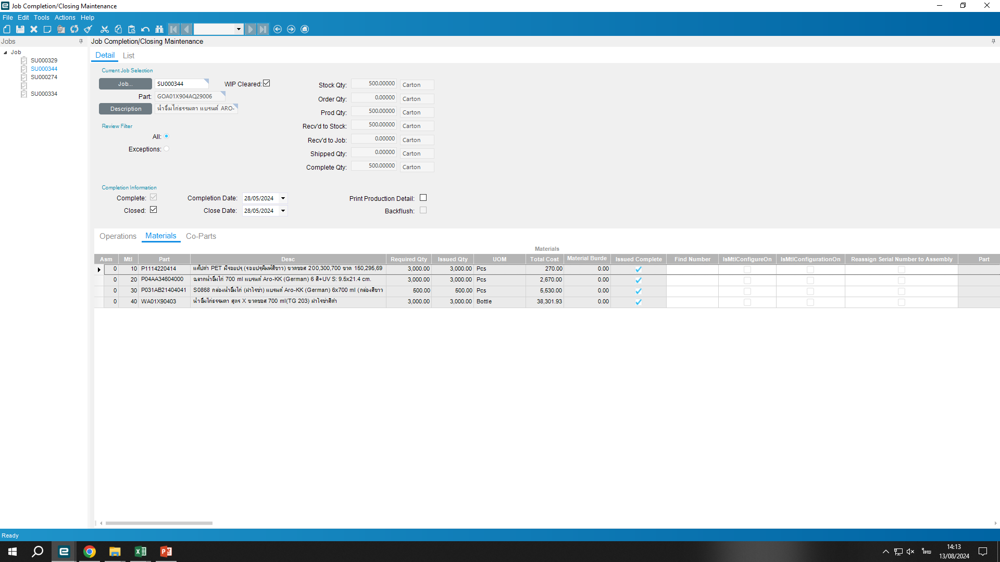 Job Completion/Closing Maintenance
File Edit Tools Actions Help
Jobs
Job Completion/Closing Maintenance
Job
SU000329
SU000344
SU000274
SU000334
Detail List
Current Job Selection
Job... SU000344 WIP Cleared:
Part: GOA01X904AQ29006
Description น้ำจิ้มไก่ธรรมดา แบรนด์ ARO-
Review Filter
All:
Exceptions:
Stock Qty: 500.00000 Carton
Order Qty: 0.00000 Carton
Prod Qty: 500.00000 Carton
Recv'd to Stock: 500.00000 Carton
Recv'd to Job: 0.00000 Carton
Shipped Qty: 0.00000 Carton
Complete Qty: 500.00000 Carton
Completion Information
Complete: Completion Date: 28/05/2024 Print Production Detail:
Closed: Close Date: 28/05/2024 Backflush:
Operations Materials Co-Parts
Materials
Asm Mtl Part Desc Required Qty Issued Qty UOM Total Cost Material Burde Issued Complete Find Number IsMtlConfigureOn IsMtlConfigurationOn Reassign Serial Number to Assembly Part
0 10 P1114220414 แค๊ปดำ PET มีรอยปรุ (รอยปรุพิมพ์สีขาว) ขวดซอส 200,300,700 ขวด 150,295,69 3,000.00 3,000.00 Pcs 270.00 0.00
0 20 P04AA34604000 ฉลากน้ำจิ้มไก่ 700 ml แบรนด์ Aro-KK (German) 6 สี+UV S: 9.5x21.4 cm. 3,000.00 3,000.00 Pcs 2,670.00 0.00
0 30 P031AB21404041 S0868 กล่องน้ำจิ้มไก่ (ฝาโรซ่า) แบรนด์ Aro-KK (German) 6x700 ml (กล่องสีขาว 500.00 500.00 Pcs 5,530.00 0.00
0 40 WA01X90403 น้ำจิ้มไก่ธรรมดา สูตร X ขวดซอส 700 ml(TG 203) ฝาโรซ่าสีดำ 3,000.00 3,000.00 Bottle 38,301.93 0.00
Ready
ไทย
14:13
13/08/2024